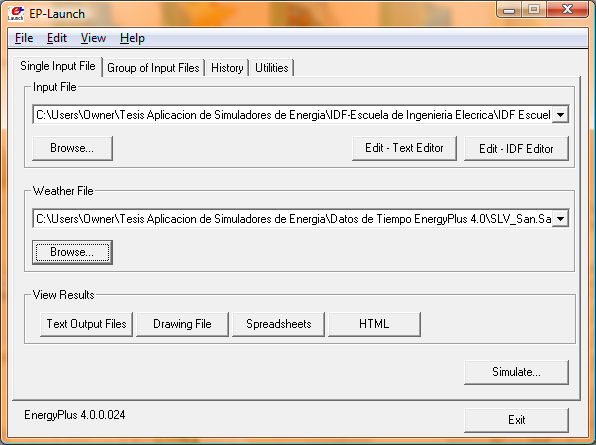 EP-Launch
File Edit View Help
Single Input File Group of Input Files History Utilities
Input File
C:\Users\Owner\Tesis Aplicacion de Simuladores de Energia\IDF-Escuela de Ingenieria Elecrica\IDF Escuel
Browse... Edit - Text Editor Edit - IDF Editor
Weather File
C:\Users\Owner\Tesis Aplicacion de Simuladores de Energia\Datos de Tiempo EnergyPlus 4.0\SLV_San.Sa
Browse...
View Results
Text Output Files Drawing File Spreadsheets HTML
Simulate...
EnergyPlus 4.0.0.024
Exit